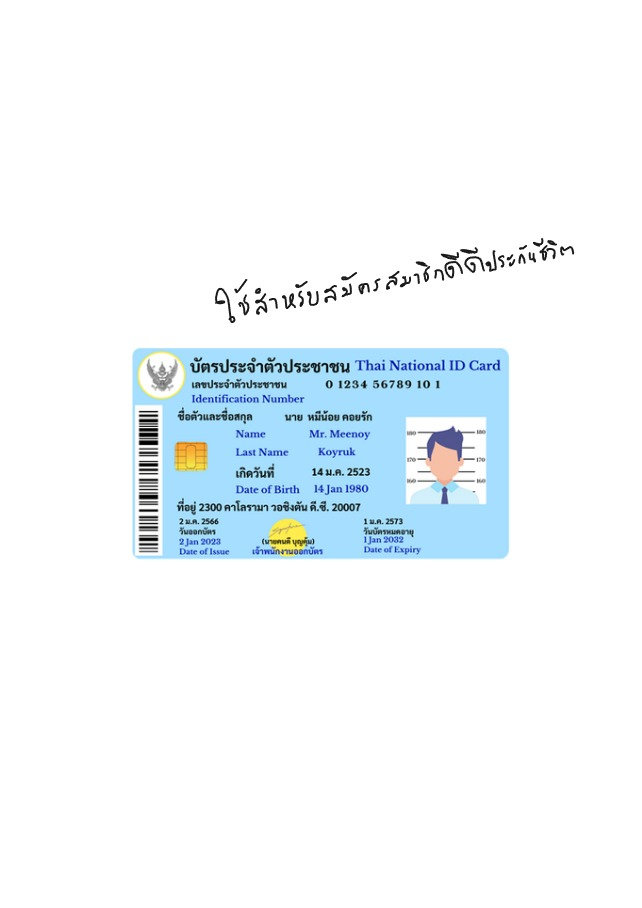 ใช้สำหรับสมัครสมาชิกดีดีประกันชีวิต
บัตรประจำตัวประชาชน Thai National ID Card
เลขประจำตัวประชาชน 0 1234 56789 10 1
Identification Number
ชื่อตัวและชื่อสกุล นาย หมีน้อย คอยรัก
Name Mr. Meenoy
Last Name Koyruk
เกิดวันที่ 14 ม.ค. 2523
Date of Birth 14 Jan 1980
180 180
170 170
160 160
ที่อยู่ 2300 คาโลรามา วอชิงตัน ดี.ซี. 20007
2 ม.ค. 2566 1 ม.ค. 2573
วันออกบัตร วันบัตรหมดอายุ
2 Jan 2023 (นายคนดี บุญคุ้ม) 1 Jan 2032
Date of Issue เจ้าพนักงานออกบัตร Date of Expiry